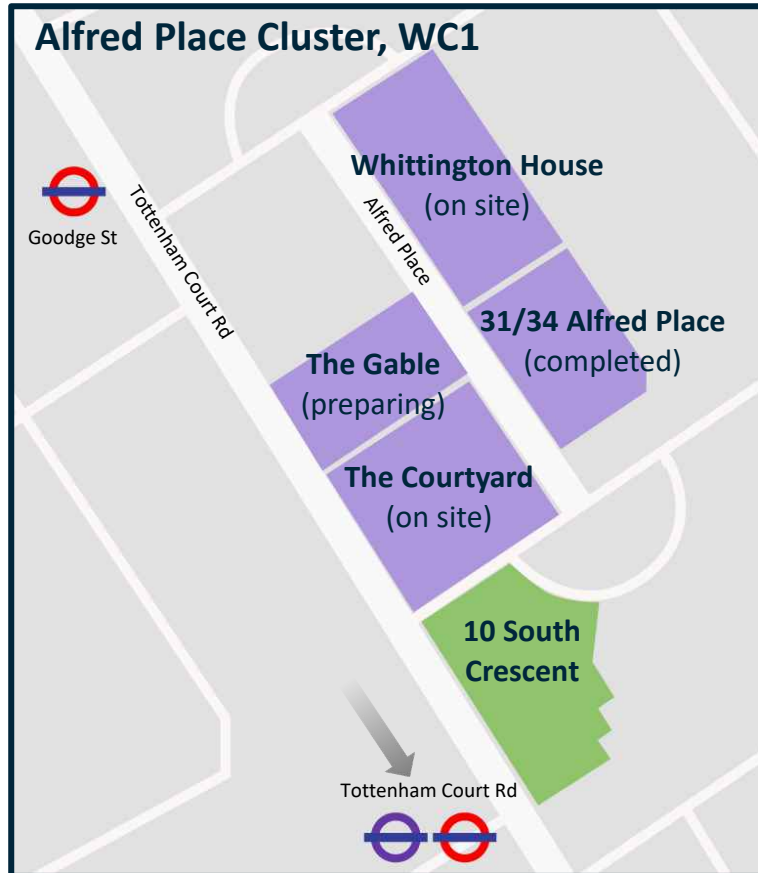 Alfred Place Cluster, WC1
Whittington House
(on site)
Goodge St
Tottenham Court Rd
Alfred Place
31/34 Alfred Place
(completed)
The Gable
(preparing)
The Courtyard
(on site)
10 South
Crescent
Tottenham Court Rd